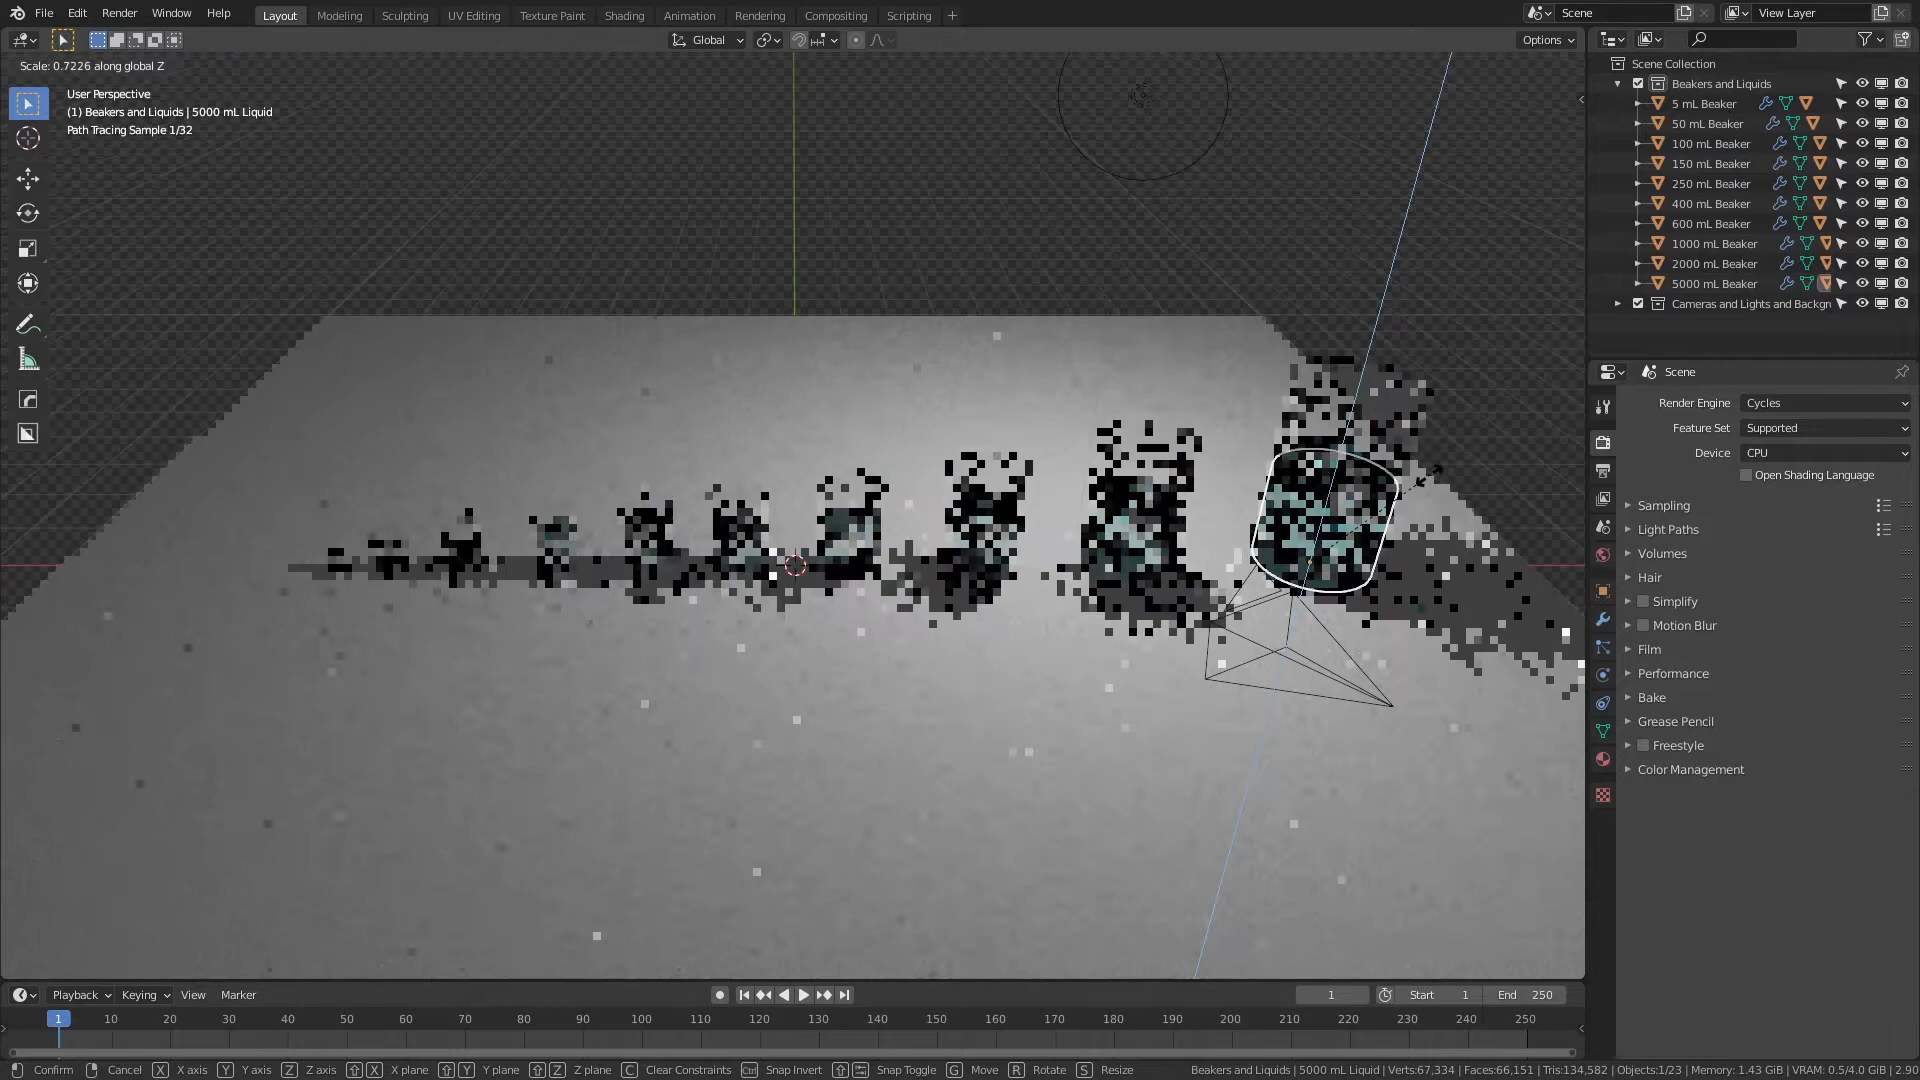 File Edit Render Window Help Layout Modeling Sculpting UV Editing Texture Paint Shading Animation Rendering Compositing Scripting + Scene View Layer
Global Options
Scale: 0.7226 along global Z
User Perspective
(1) Beakers and Liquids | 5000 mL Liquid
Path Tracing Sample 1/32
Scene Collection
Beakers and Liquids
5 mL Beaker
50 mL Beaker
100 mL Beaker
150 mL Beaker
250 mL Beaker
400 mL Beaker
600 mL Beaker
1000 mL Beaker
2000 mL Beaker
5000 mL Beaker
Cameras and Lights and Backgr
Scene
Render Engine Cycles
Feature Set Supported
Device CPU
Open Shading Language
Sampling
Light Paths
Volumes
Hair
Simplify
Motion Blur
Film
Performance
Bake
Grease Pencil
Freestyle
Color Management
Playback Keying View Marker 1 Start 1 End 250
1 10 20 30 40 50 60 70 80 90 100 110 120 130 140 150 160 170 180 190 200 210 220 230 240 250
Confirm Cancel X X axis Y Y axis Z Z axis X X plane Y Y plane Z Z plane C Clear Constraints Ctrl Snap Invert Snap Toggle G Move R Rotate S Resize Beakers and Liquids | 5000 mL Liquid | Verts:67,334 | Faces:66,151 | Tris:134,582 | Objects:1/23 | Memory: 1.43 GiB | VRAM: 0.5/4.0 GiB | 2.90